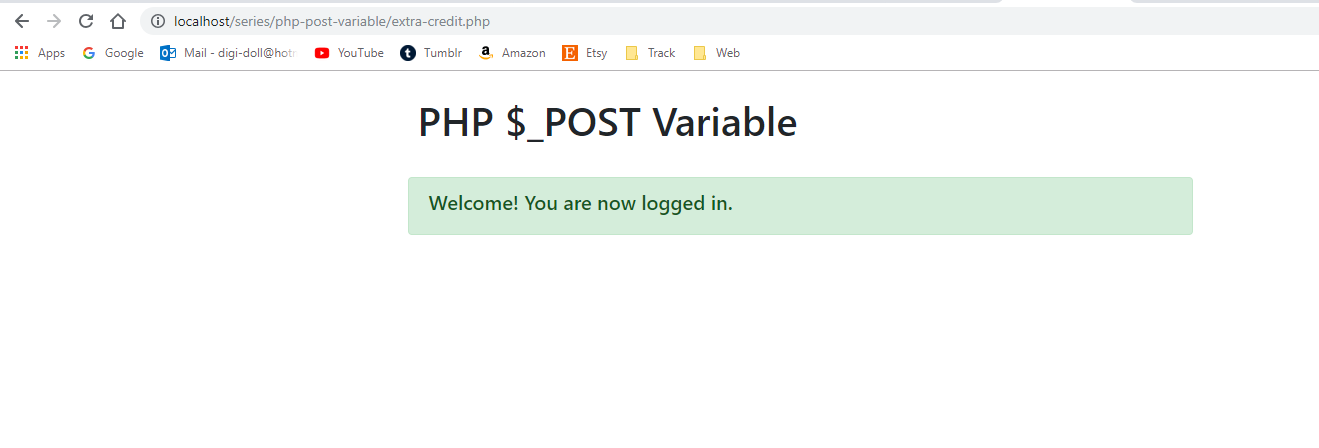 localhost/series/php-post-variable/extra-credit.php
Apps Google Mail - digi-doll@hotm YouTube Tumblr Amazon Etsy Track Web
PHP $_POST Variable
Welcome! You are now logged in.